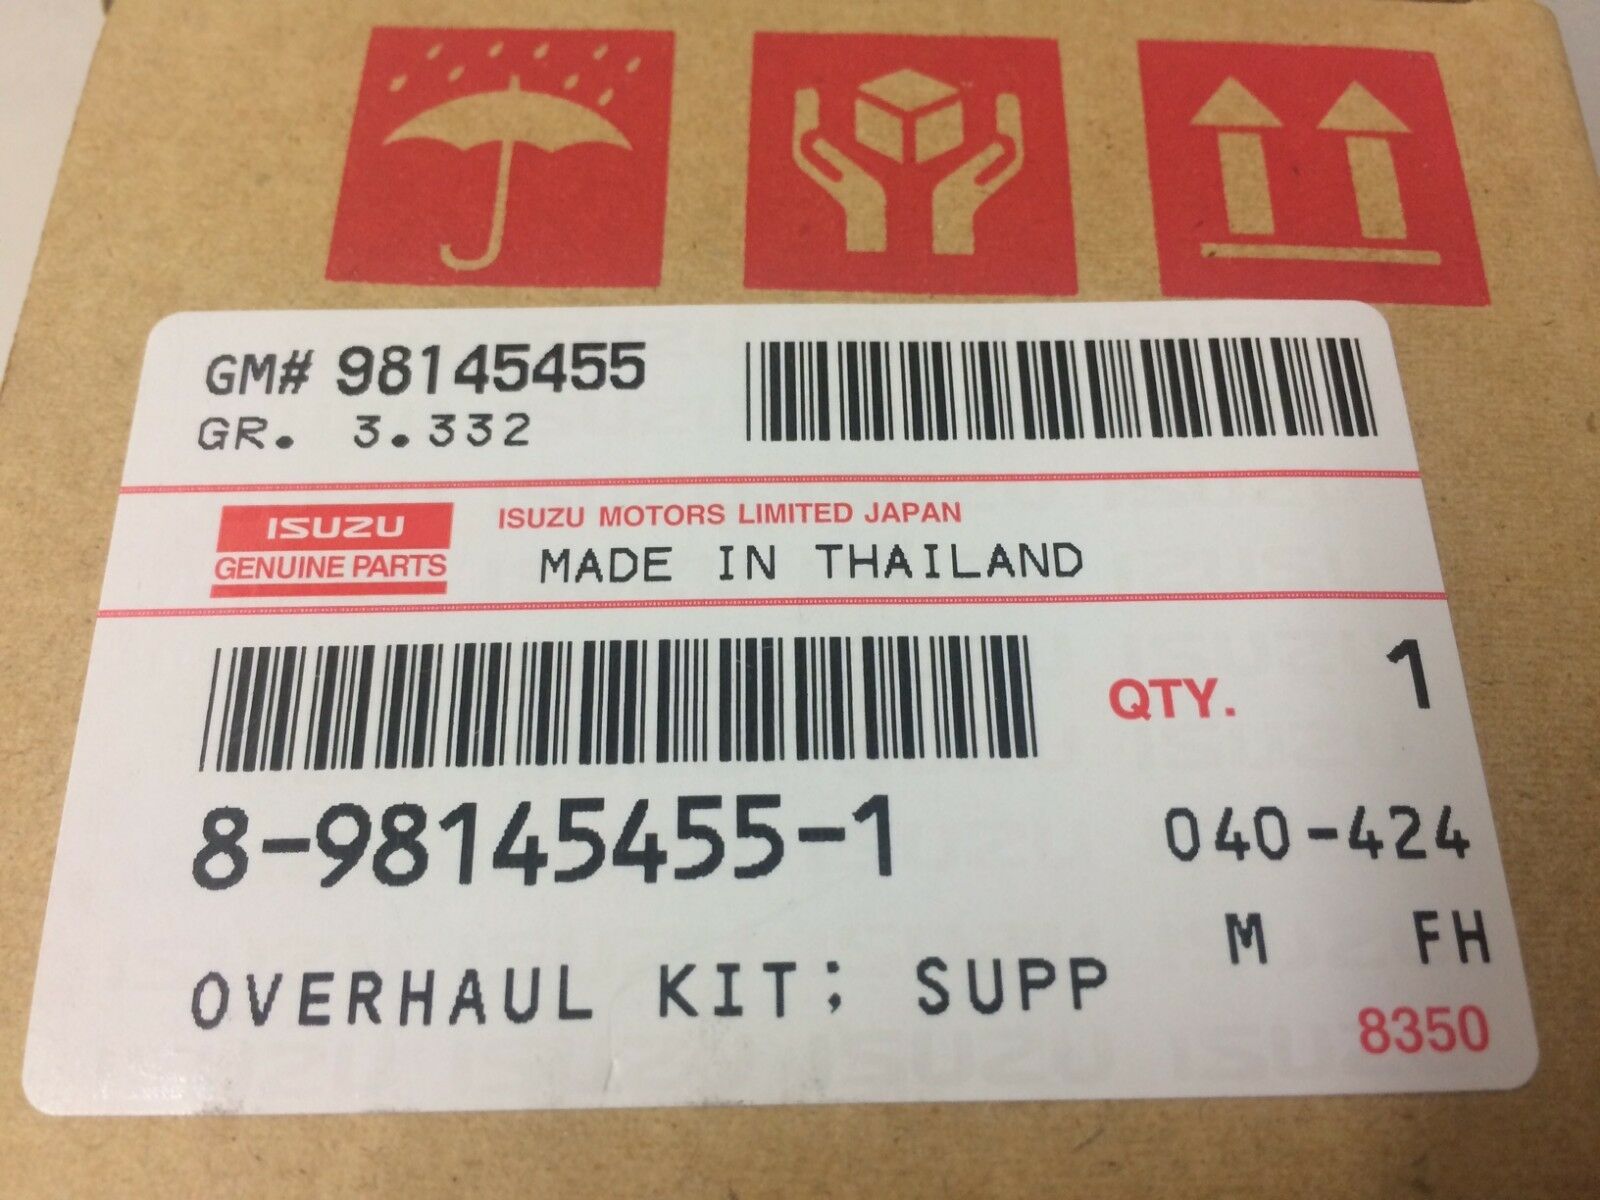 GM# 98145455
GR. 3.332
ISUZU
GENUINE PARTS
ISUZU MOTORS LIMITED JAPAN
MADE IN THAILAND
QTY. 1
8-98145455-1
040-424
M FH
OVERHAUL KIT; SUPP
8350